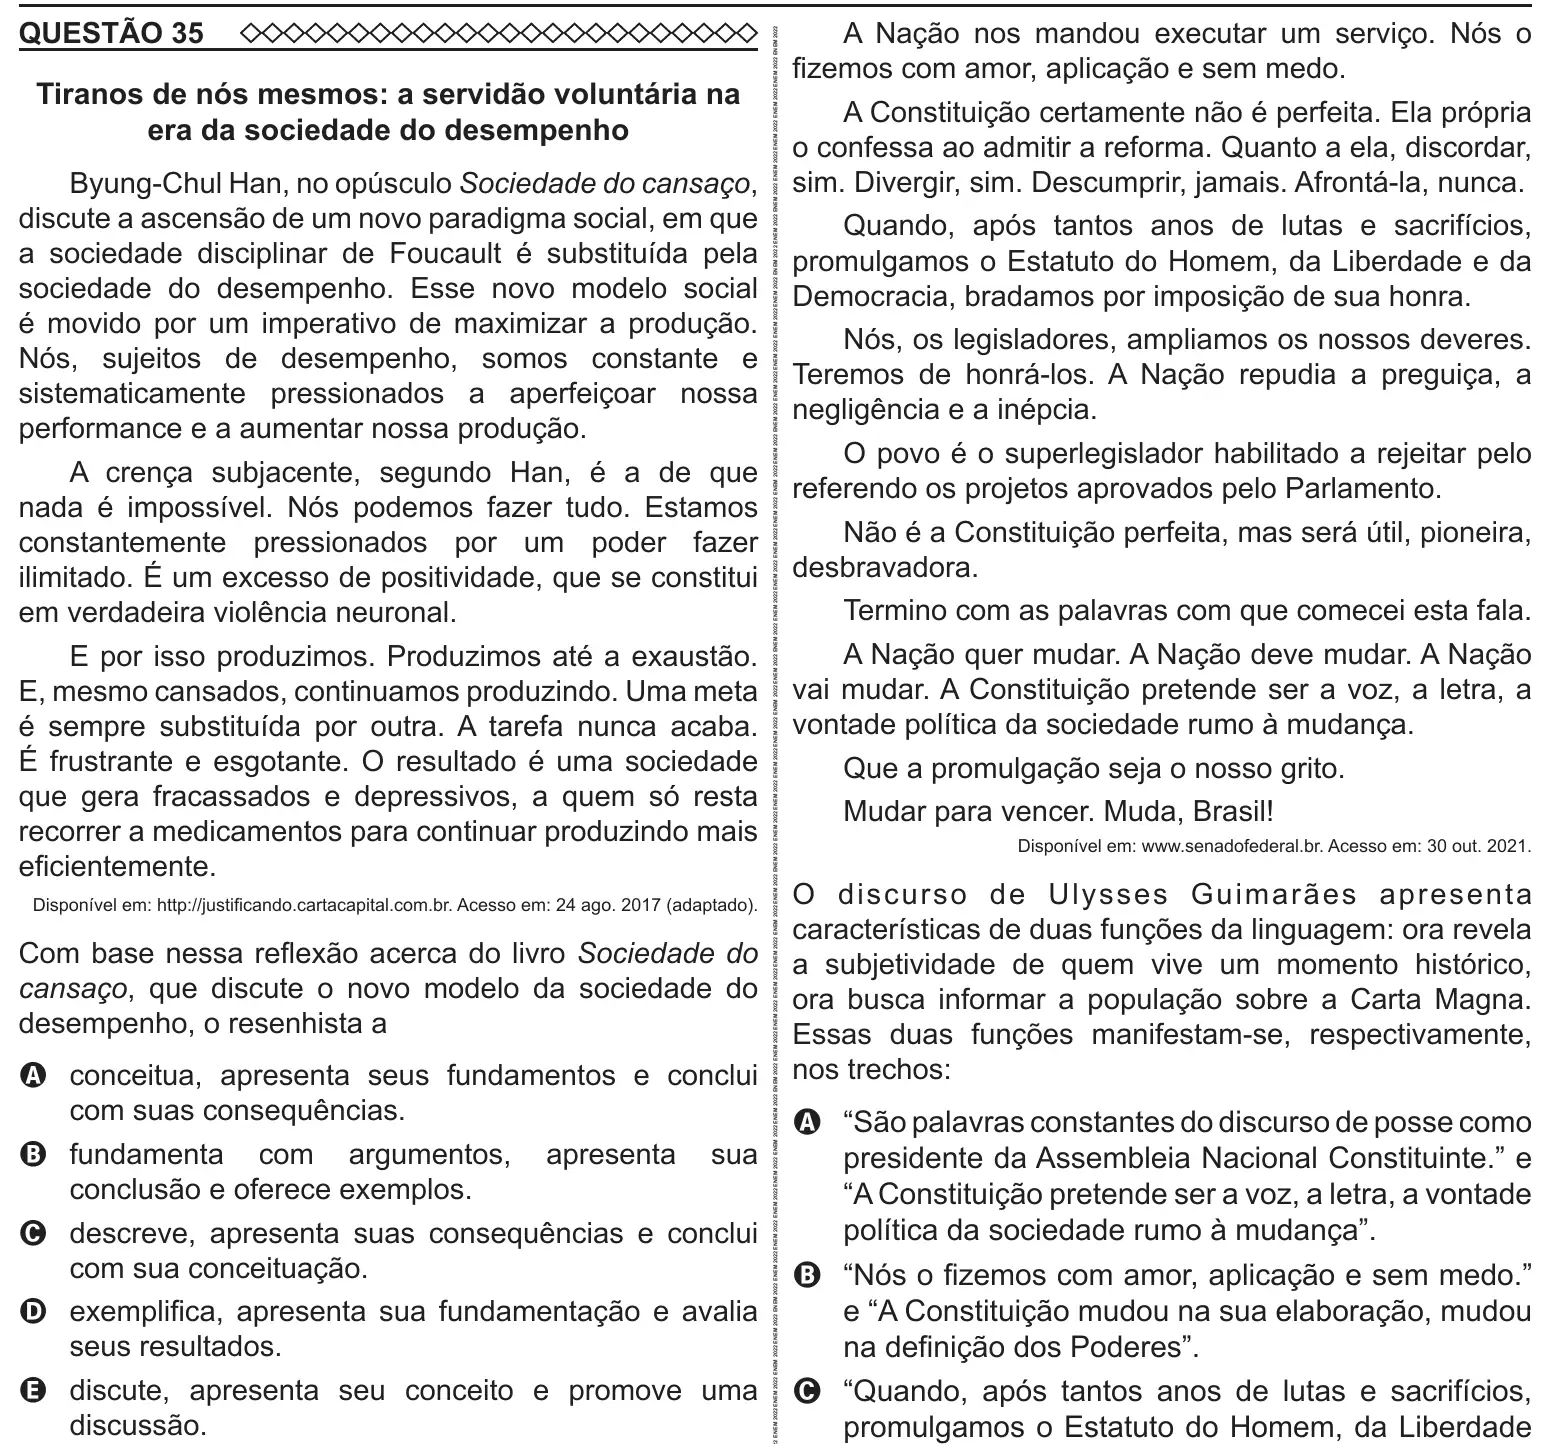 QUESTÃO 35
Tiranos de nós mesmos: a servidão voluntária na
era da sociedade do desempenho
Byung-Chul Han, no opúsculo Sociedade do cansaço,
discute a ascensão de um novo paradigma social, em que
a sociedade disciplinar de Foucault é substituída pela
sociedade do desempenho. Esse novo modelo social
é movido por um imperativo de maximizar a produção.
Nós, sujeitos de desempenho, somos constante e
sistematicamente pressionados a aperfeiçoar nossa
performance e a aumentar nossa produção.
A crença subjacente, segundo Han, é a de que
nada é impossível. Nós podemos fazer tudo. Estamos
constantemente pressionados por um poder fazer
ilimitado. É um excesso de positividade, que se constitui
em verdadeira violência neuronal.
E por isso produzimos. Produzimos até a exaustão.
E, mesmo cansados, continuamos produzindo. Uma meta
é sempre substituída por outra. A tarefa nunca acaba.
É frustrante e esgotante. O resultado é uma sociedade
que gera fracassados e depressivos, a quem só resta
recorrer a medicamentos para continuar produzindo mais
eficientemente.
Disponível em: http://justificando.cartacapital.com.br. Acesso em: 24 ago. 2017 (adaptado).
Com base nessa reflexão acerca do livro Sociedade do
cansaço, que discute o novo modelo da sociedade do
desempenho, o resenhista a
A conceitua, apresenta seus fundamentos e conclui
com suas consequências.
B fundamenta com argumentos, apresenta sua
conclusão e oferece exemplos.
C descreve, apresenta suas consequências e conclui
com sua conceituação.
D exemplifica, apresenta sua fundamentação e avalia
seus resultados.
E discute, apresenta seu conceito e promove uma
discussão.
A Nação nos mandou executar um serviço. Nós o
fizemos com amor, aplicação e sem medo.
A Constituição certamente não é perfeita. Ela própria
o confessa ao admitir a reforma. Quanto a ela, discordar,
sim. Divergir, sim. Descumprir, jamais. Afrontá-la, nunca.
Quando, após tantos anos de lutas e sacrifícios,
promulgamos o Estatuto do Homem, da Liberdade e da
Democracia, bradamos por imposição de sua honra.
Nós, os legisladores, ampliamos os nossos deveres.
Teremos de honrá-los. A Nação repudia a preguiça, a
negligência e a inépcia.
O povo é o superlegislador habilitado a rejeitar pelo
referendo os projetos aprovados pelo Parlamento.
Não é a Constituição perfeita, mas será útil, pioneira,
desbravadora.
Termino com as palavras com que comecei esta fala.
A Nação quer mudar. A Nação deve mudar. A Nação
vai mudar. A Constituição pretende ser a voz, a letra, a
vontade política da sociedade rumo à mudança.
Que a promulgação seja o nosso grito.
Mudar para vencer. Muda, Brasil!
Disponível em: www.senadofederal.br. Acesso em: 30 out. 2021.
O discurso de Ulysses Guimarães apresenta
características de duas funções da linguagem: ora revela
a subjetividade de quem vive um momento histórico,
ora busca informar a população sobre a Carta Magna.
Essas duas funções manifestam-se, respectivamente,
nos trechos:
A “São palavras constantes do discurso de posse como
presidente da Assembleia Nacional Constituinte.” e
“A Constituição pretende ser a voz, a letra, a vontade
política da sociedade rumo à mudança”.
B “Nós o fizemos com amor, aplicação e sem medo.”
e “A Constituição mudou na sua elaboração, mudou
na definição dos Poderes”.
C “Quando, após tantos anos de lutas e sacrifícios,
promulgamos o Estatuto do Homem, da Liberdade